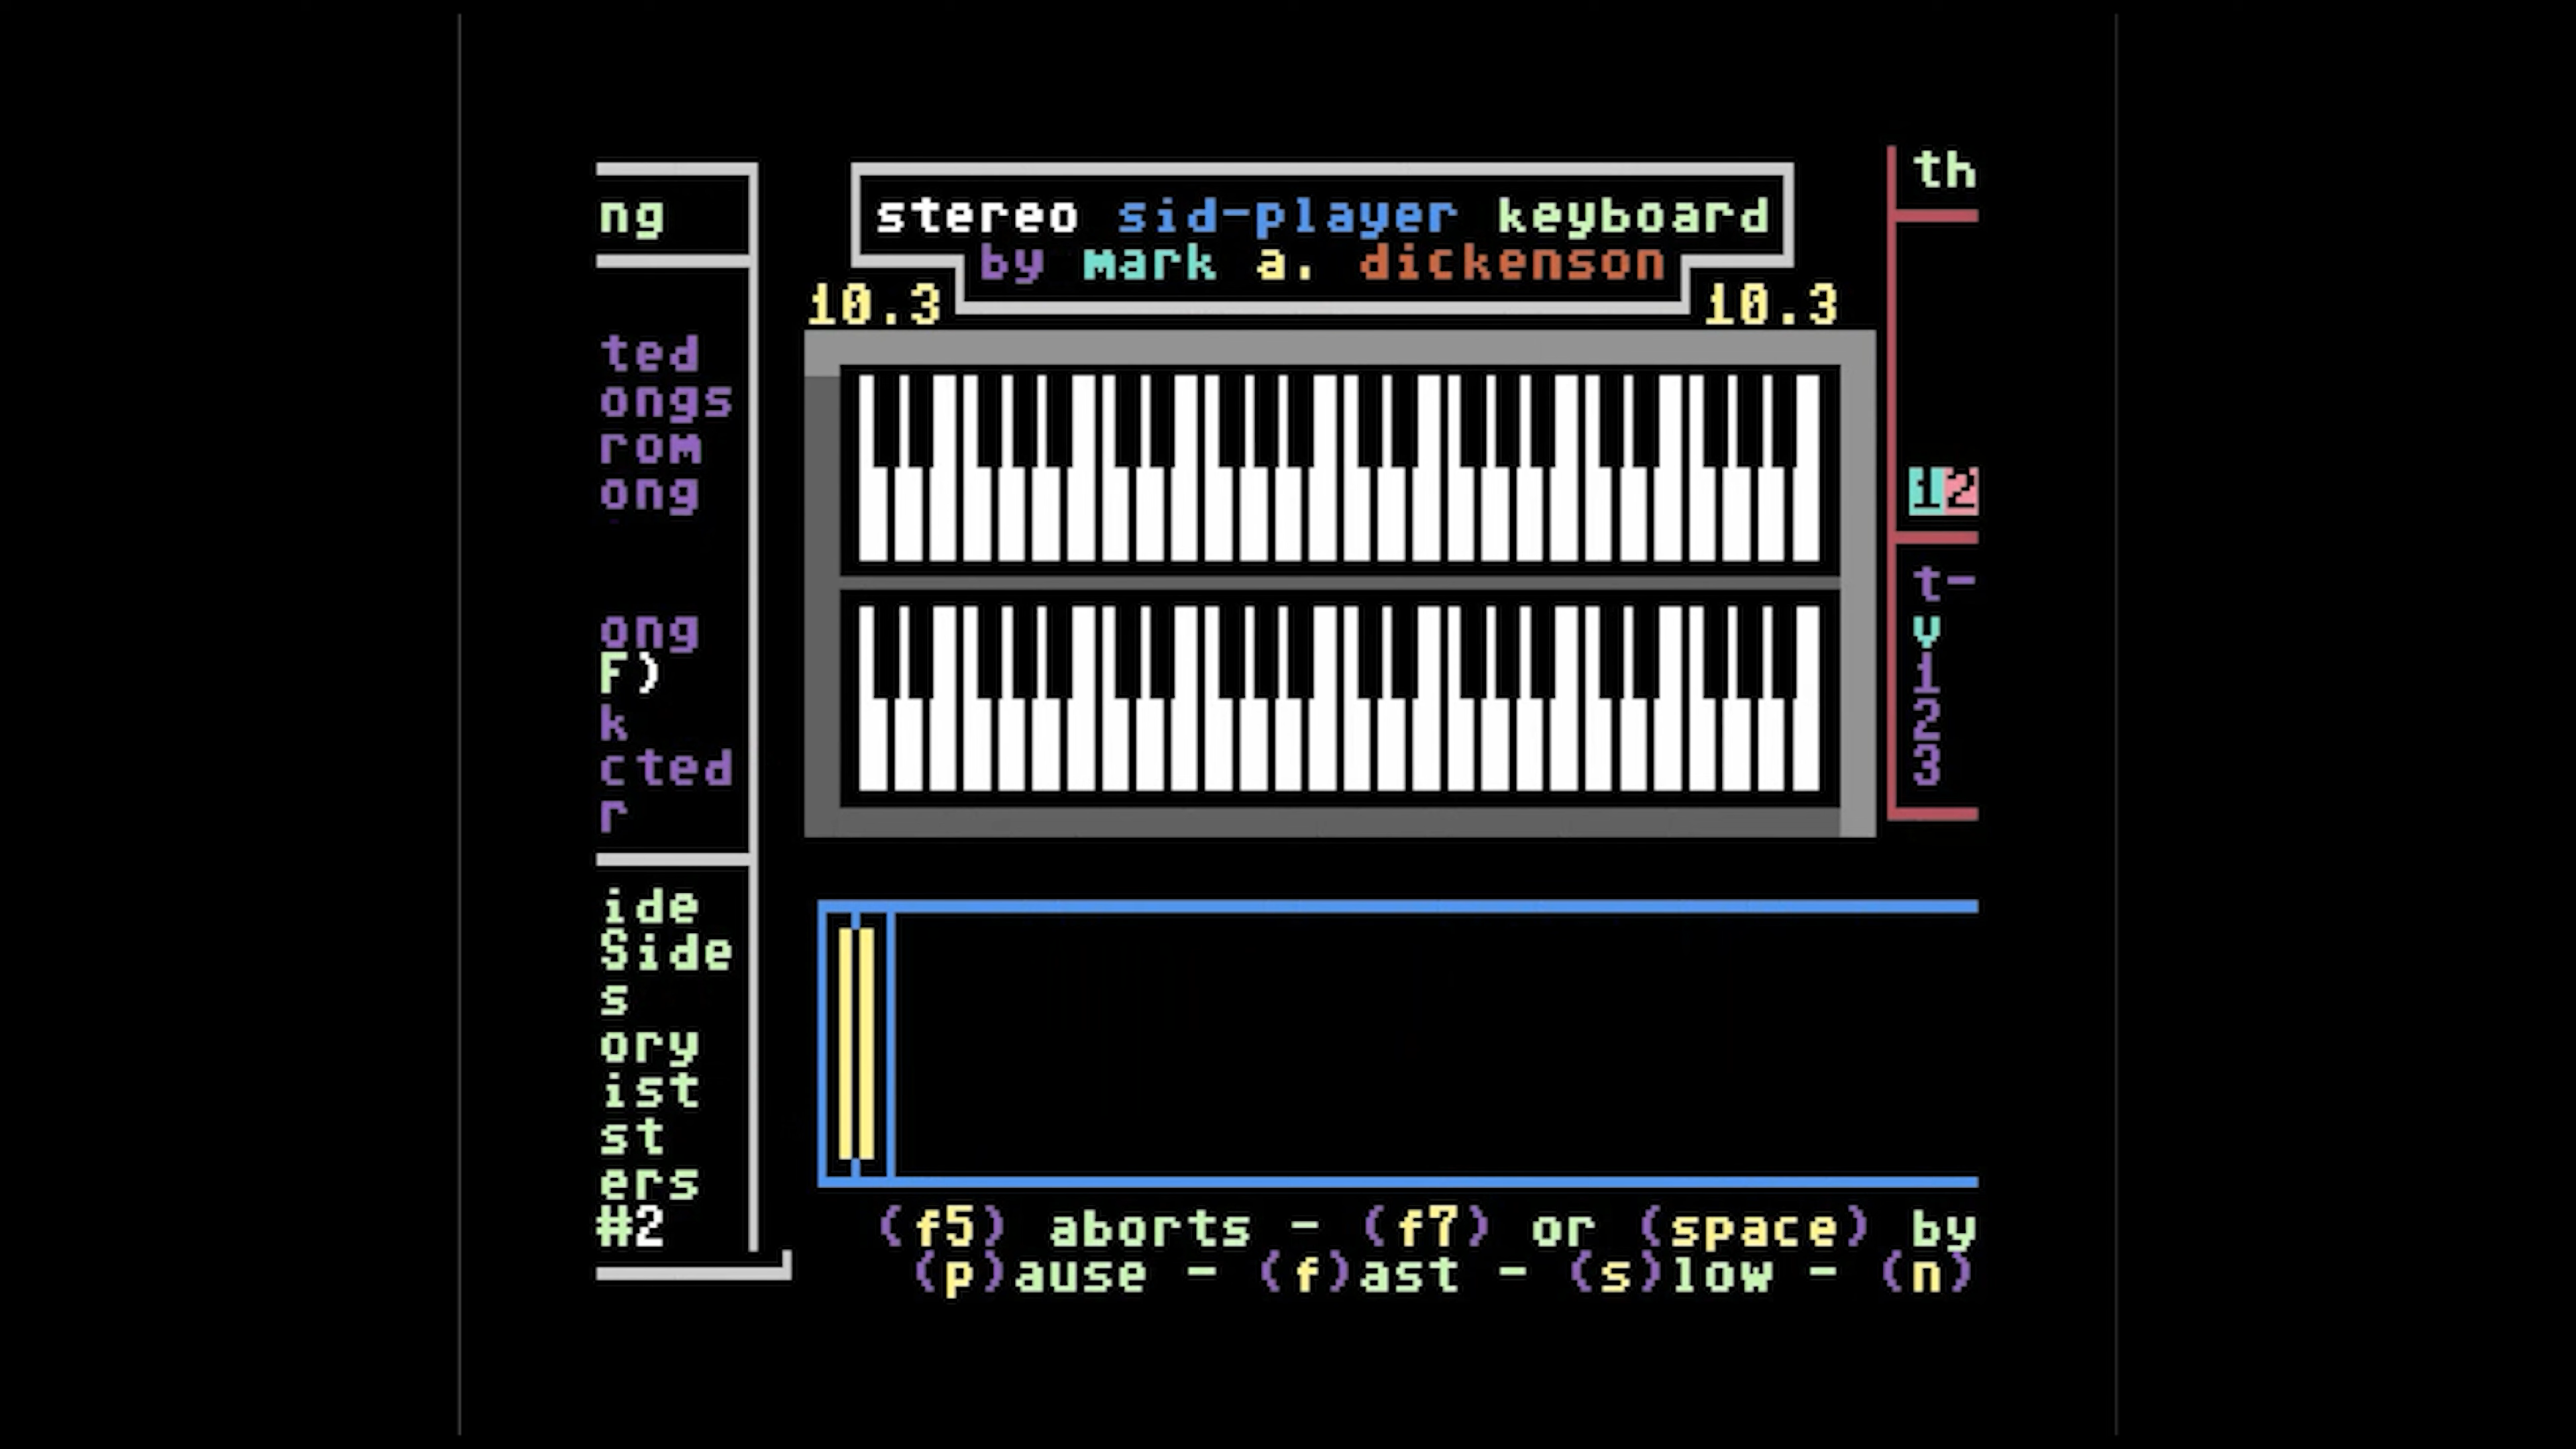 ng
ted
ongs
rom
ong
ong
F)
k
cted
r
ide
Side
s
ory
ist
st
ers
#2
stereo sid-player keyboard
by mark a. dickenson
10.3 10.3
th
12
t-
v
1
2
3
(f5) aborts - (f7) or (space) by
(p)ause - (f)ast - (s)low - (n)